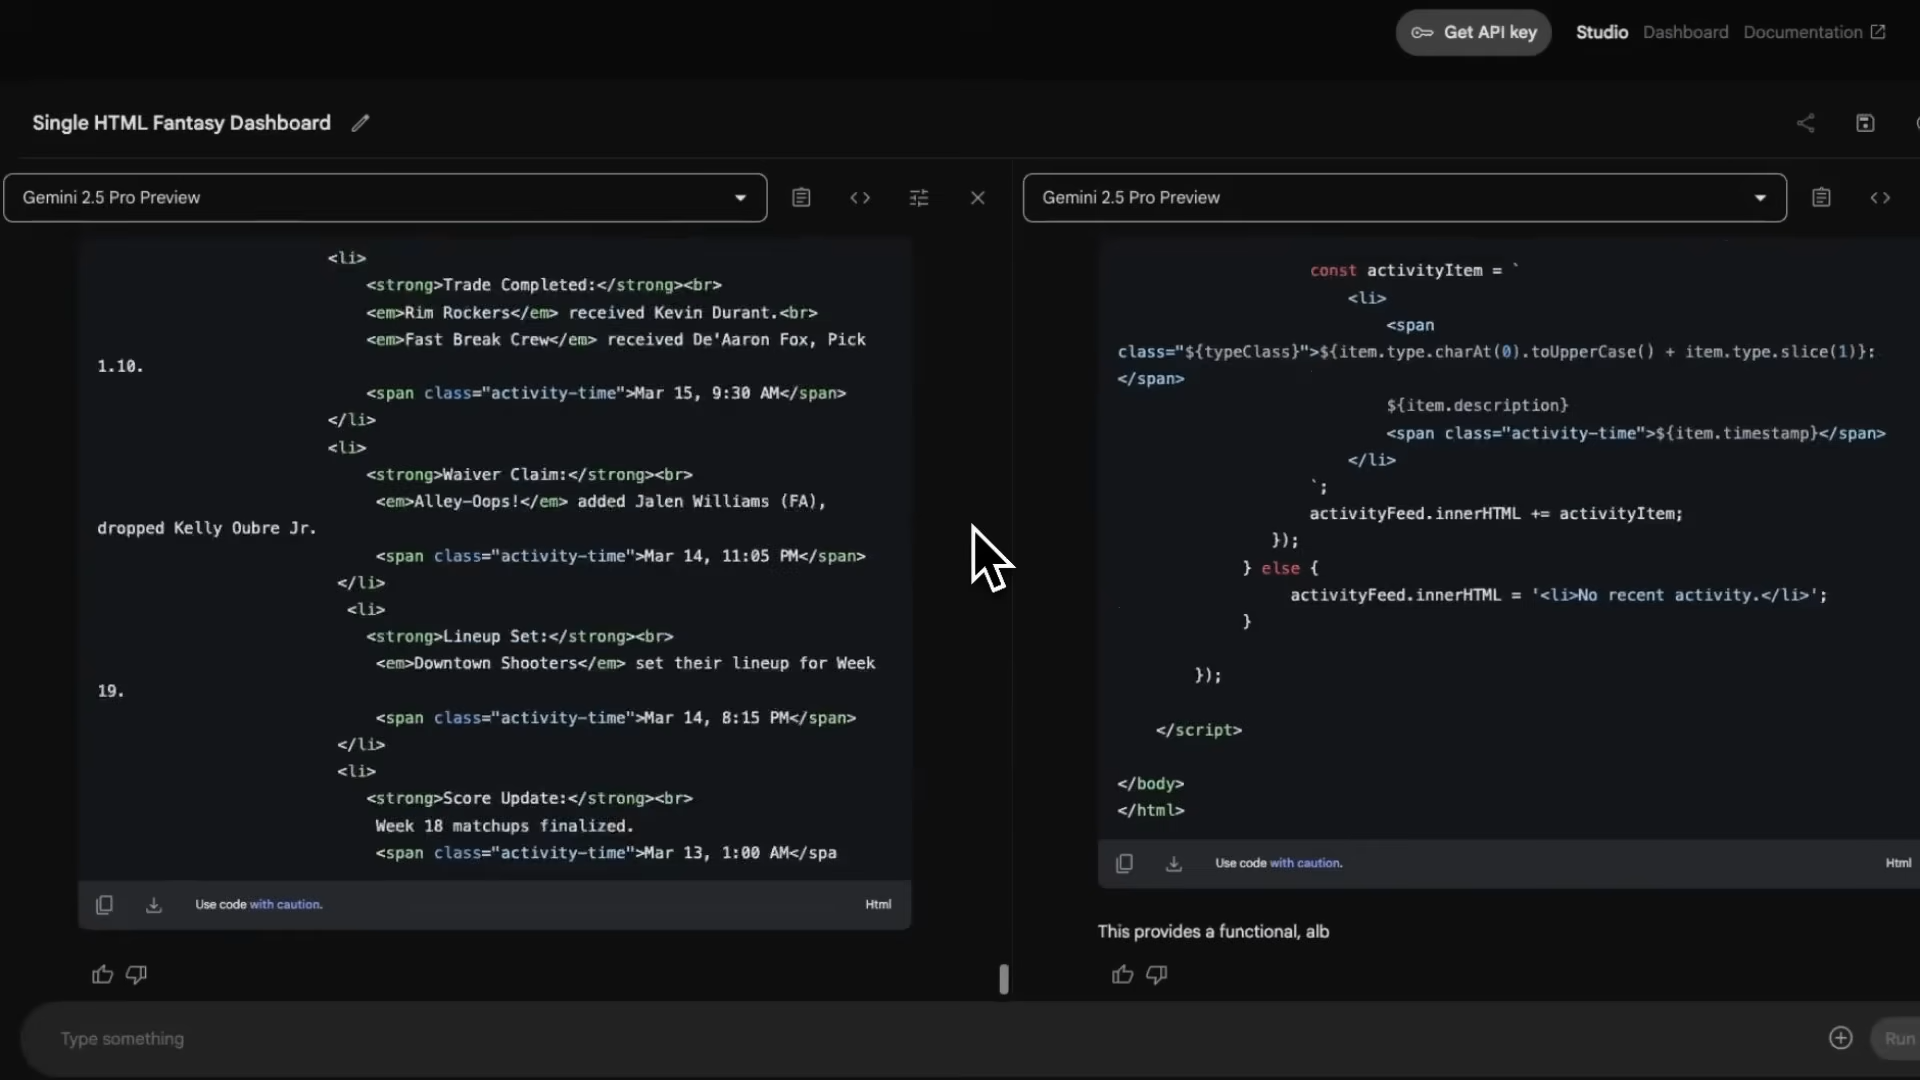 Get API key
Studio
Dashboard
Documentation
Single HTML Fantasy Dashboard
Gemini 2.5 Pro Preview
<li>
<strong>Trade Completed:</strong><br>
<em>Rim Rockers</em> received Kevin Durant.<br>
<em>Fast Break Crew</em> received De'Aaron Fox, Pick
1.10.
<span class="activity-time">Mar 15, 9:30 AM</span>
</li>
<li>
<strong>Waiver Claim:</strong><br>
<em>Alley-Oops!</em> added Jalen Williams (FA),
dropped Kelly Oubre Jr.
<span class="activity-time">Mar 14, 11:05 PM</span>
</li>
<li>
<strong>Lineup Set:</strong><br>
<em>Downtown Shooters</em> set their lineup for Week
19.
<span class="activity-time">Mar 14, 8:15 PM</span>
</li>
<li>
<strong>Score Update:</strong><br>
Week 18 matchups finalized.
<span class="activity-time">Mar 13, 1:00 AM</spa
Use code with caution.
Html
Gemini 2.5 Pro Preview
const activityItem = `
<li>
<span
class="${typeClass}">${item.type.charAt(0).toUpperCase() + item.type.slice(1)}:
</span>
${item.description}
<span class="activity-time">${item.timestamp}</span>
</li>
`;
activityFeed.innerHTML += activityItem;
});
} else {
activityFeed.innerHTML = '<li>No recent activity.</li>';
}
});
</script>
</body>
</html>
Use code with caution.
Html
This provides a functional, alb
Type something
Run